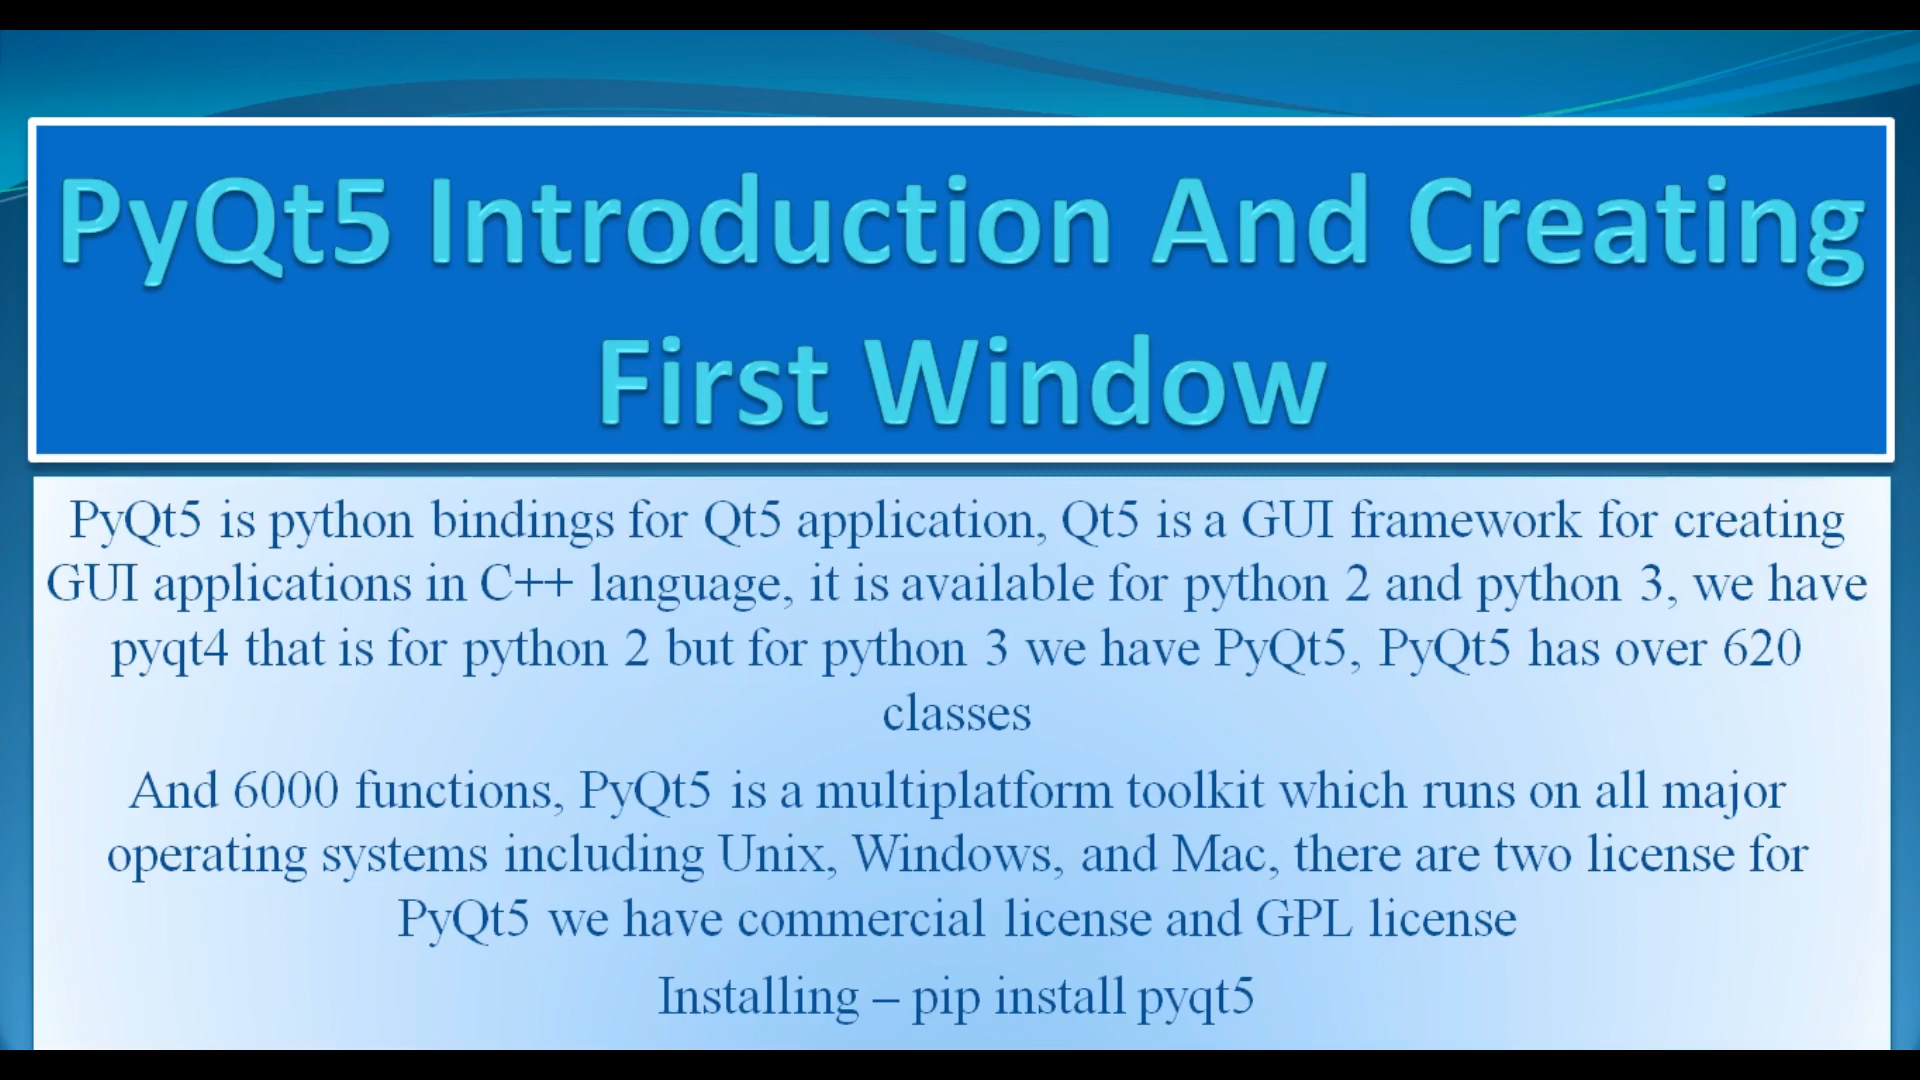 PyQt5 Introduction And Creating
First Window
PyQt5 is python bindings for Qt5 application, Qt5 is a GUI framework for creating
GUI applications in C++ language, it is available for python 2 and python 3, we have
pyqt4 that is for python 2 but for python 3 we have PyQt5, PyQt5 has over 620
classes
And 6000 functions, PyQt5 is a multiplatform toolkit which runs on all major
operating systems including Unix, Windows, and Mac, there are two license for
PyQt5 we have commercial license and GPL license
Installing – pip install pyqt5